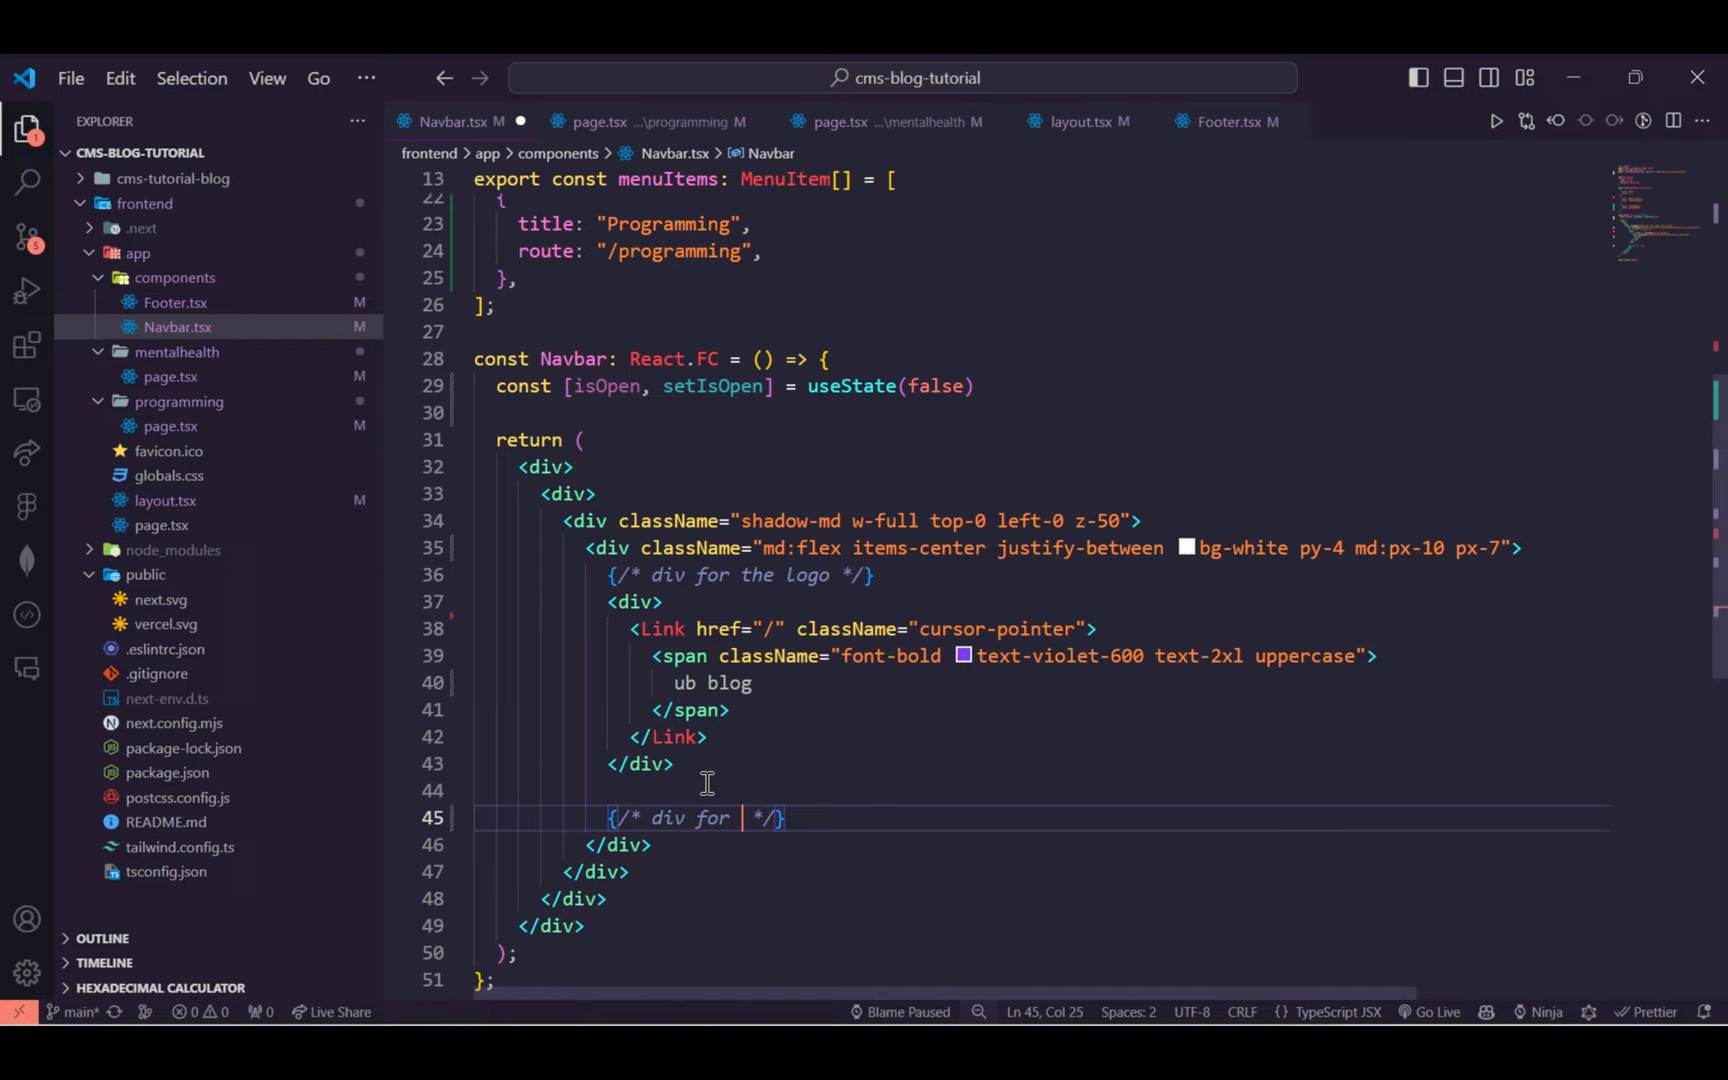 File Edit Selection View Go ··· cms-blog-tutorial
EXPLORER ···
CMS-BLOG-TUTORIAL
cms-tutorial-blog
frontend
.next
app
components
Footer.tsx M
Navbar.tsx M
mentalhealth
page.tsx M
programming
page.tsx M
favicon.ico
globals.css
layout.tsx M
page.tsx
node_modules
public
next.svg
vercel.svg
.eslintrc.json
.gitignore
next-env.d.ts
next.config.mjs
package-lock.json
package.json
postcss.config.js
README.md
tailwind.config.ts
tsconfig.json
OUTLINE
TIMELINE
HEXADECIMAL CALCULATOR
1
5
Navbar.tsx M page.tsx ...\programming M page.tsx ...\mentalhealth M layout.tsx M Footer.tsx M
frontend > app > components > Navbar.tsx > Navbar
13 export const menuItems: MenuItem[] = [
22 {
23 title: "Programming",
24 route: "/programming",
25 },
26 ];
27
28 const Navbar: React.FC = () => {
29 const [isOpen, setIsOpen] = useState(false)
30
31 return (
32 <div>
33 <div>
34 <div className="shadow-md w-full top-0 left-0 z-50">
35 <div className="md:flex items-center justify-between bg-white py-4 md:px-10 px-7">
36 {/* div for the logo */}
37 <div>
38 <Link href="/" className="cursor-pointer">
39 <span className="font-bold text-violet-600 text-2xl uppercase">
40 ub blog
41 </span>
42 </Link>
43 </div>
44
45 {/* div for */}
46 </div>
47 </div>
48 </div>
49 </div>
50 );
51 };
main* 0 0 0 Live Share Blame Paused Ln 45, Col 25 Spaces: 2 UTF-8 CRLF {} TypeScript JSX Go Live Ninja Prettier